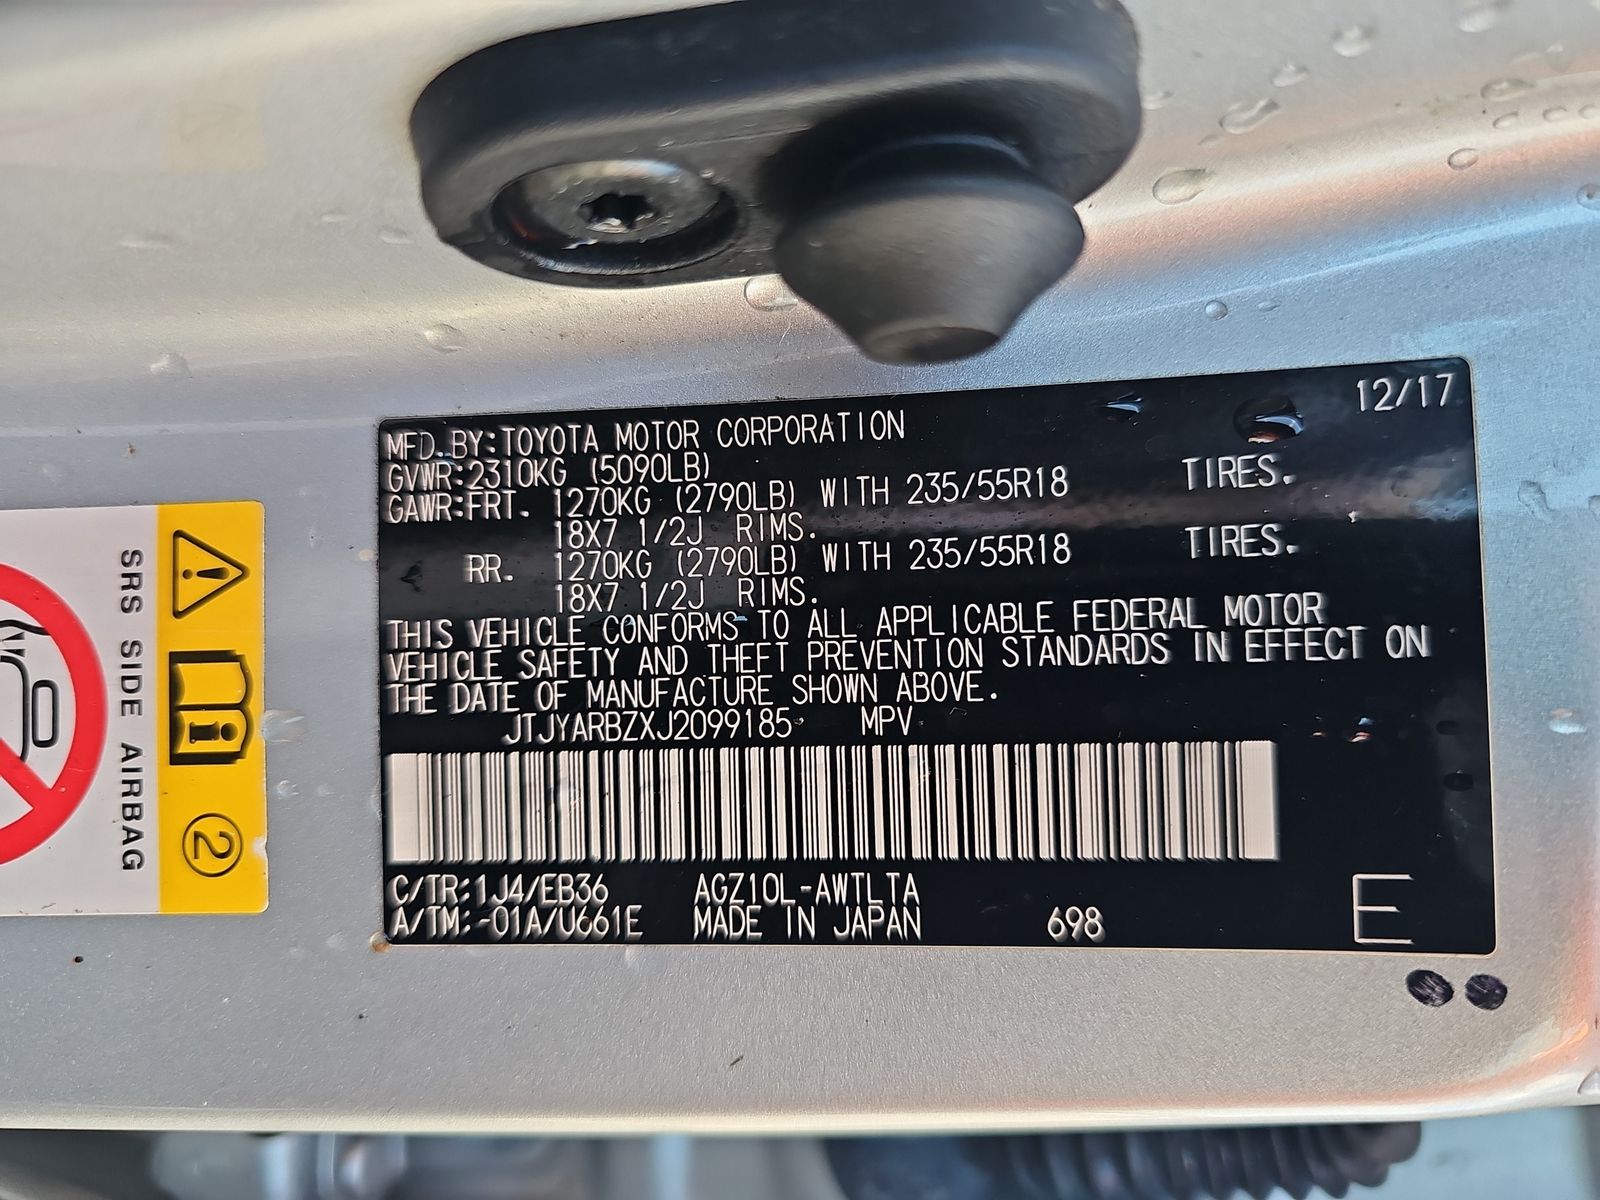 12/17
MFD. BY:TOYOTA MOTOR CORPORATION
GVWR:2310KG (5090LB)
GAWR:FRT. 1270KG (2790LB) WITH 235/55R18 TIRES.
18X7 1/2J RIMS.
RR. 1270KG (2790LB) WITH 235/55R18 TIRES.
18X7 1/2J RIMS.
THIS VEHICLE CONFORMS TO ALL APPLICABLE FEDERAL MOTOR
VEHICLE SAFETY AND THEFT PREVENTION STANDARDS IN EFFECT ON
THE DATE OF MANUFACTURE SHOWN ABOVE.
JTJYARBZXJ2099185 MPV
C/TR:1J4/EB36 AGZ10L-AWTLTA
A/TM:-01A/U661E MADE IN JAPAN 698 E
SRS SIDE AIRBAG
2